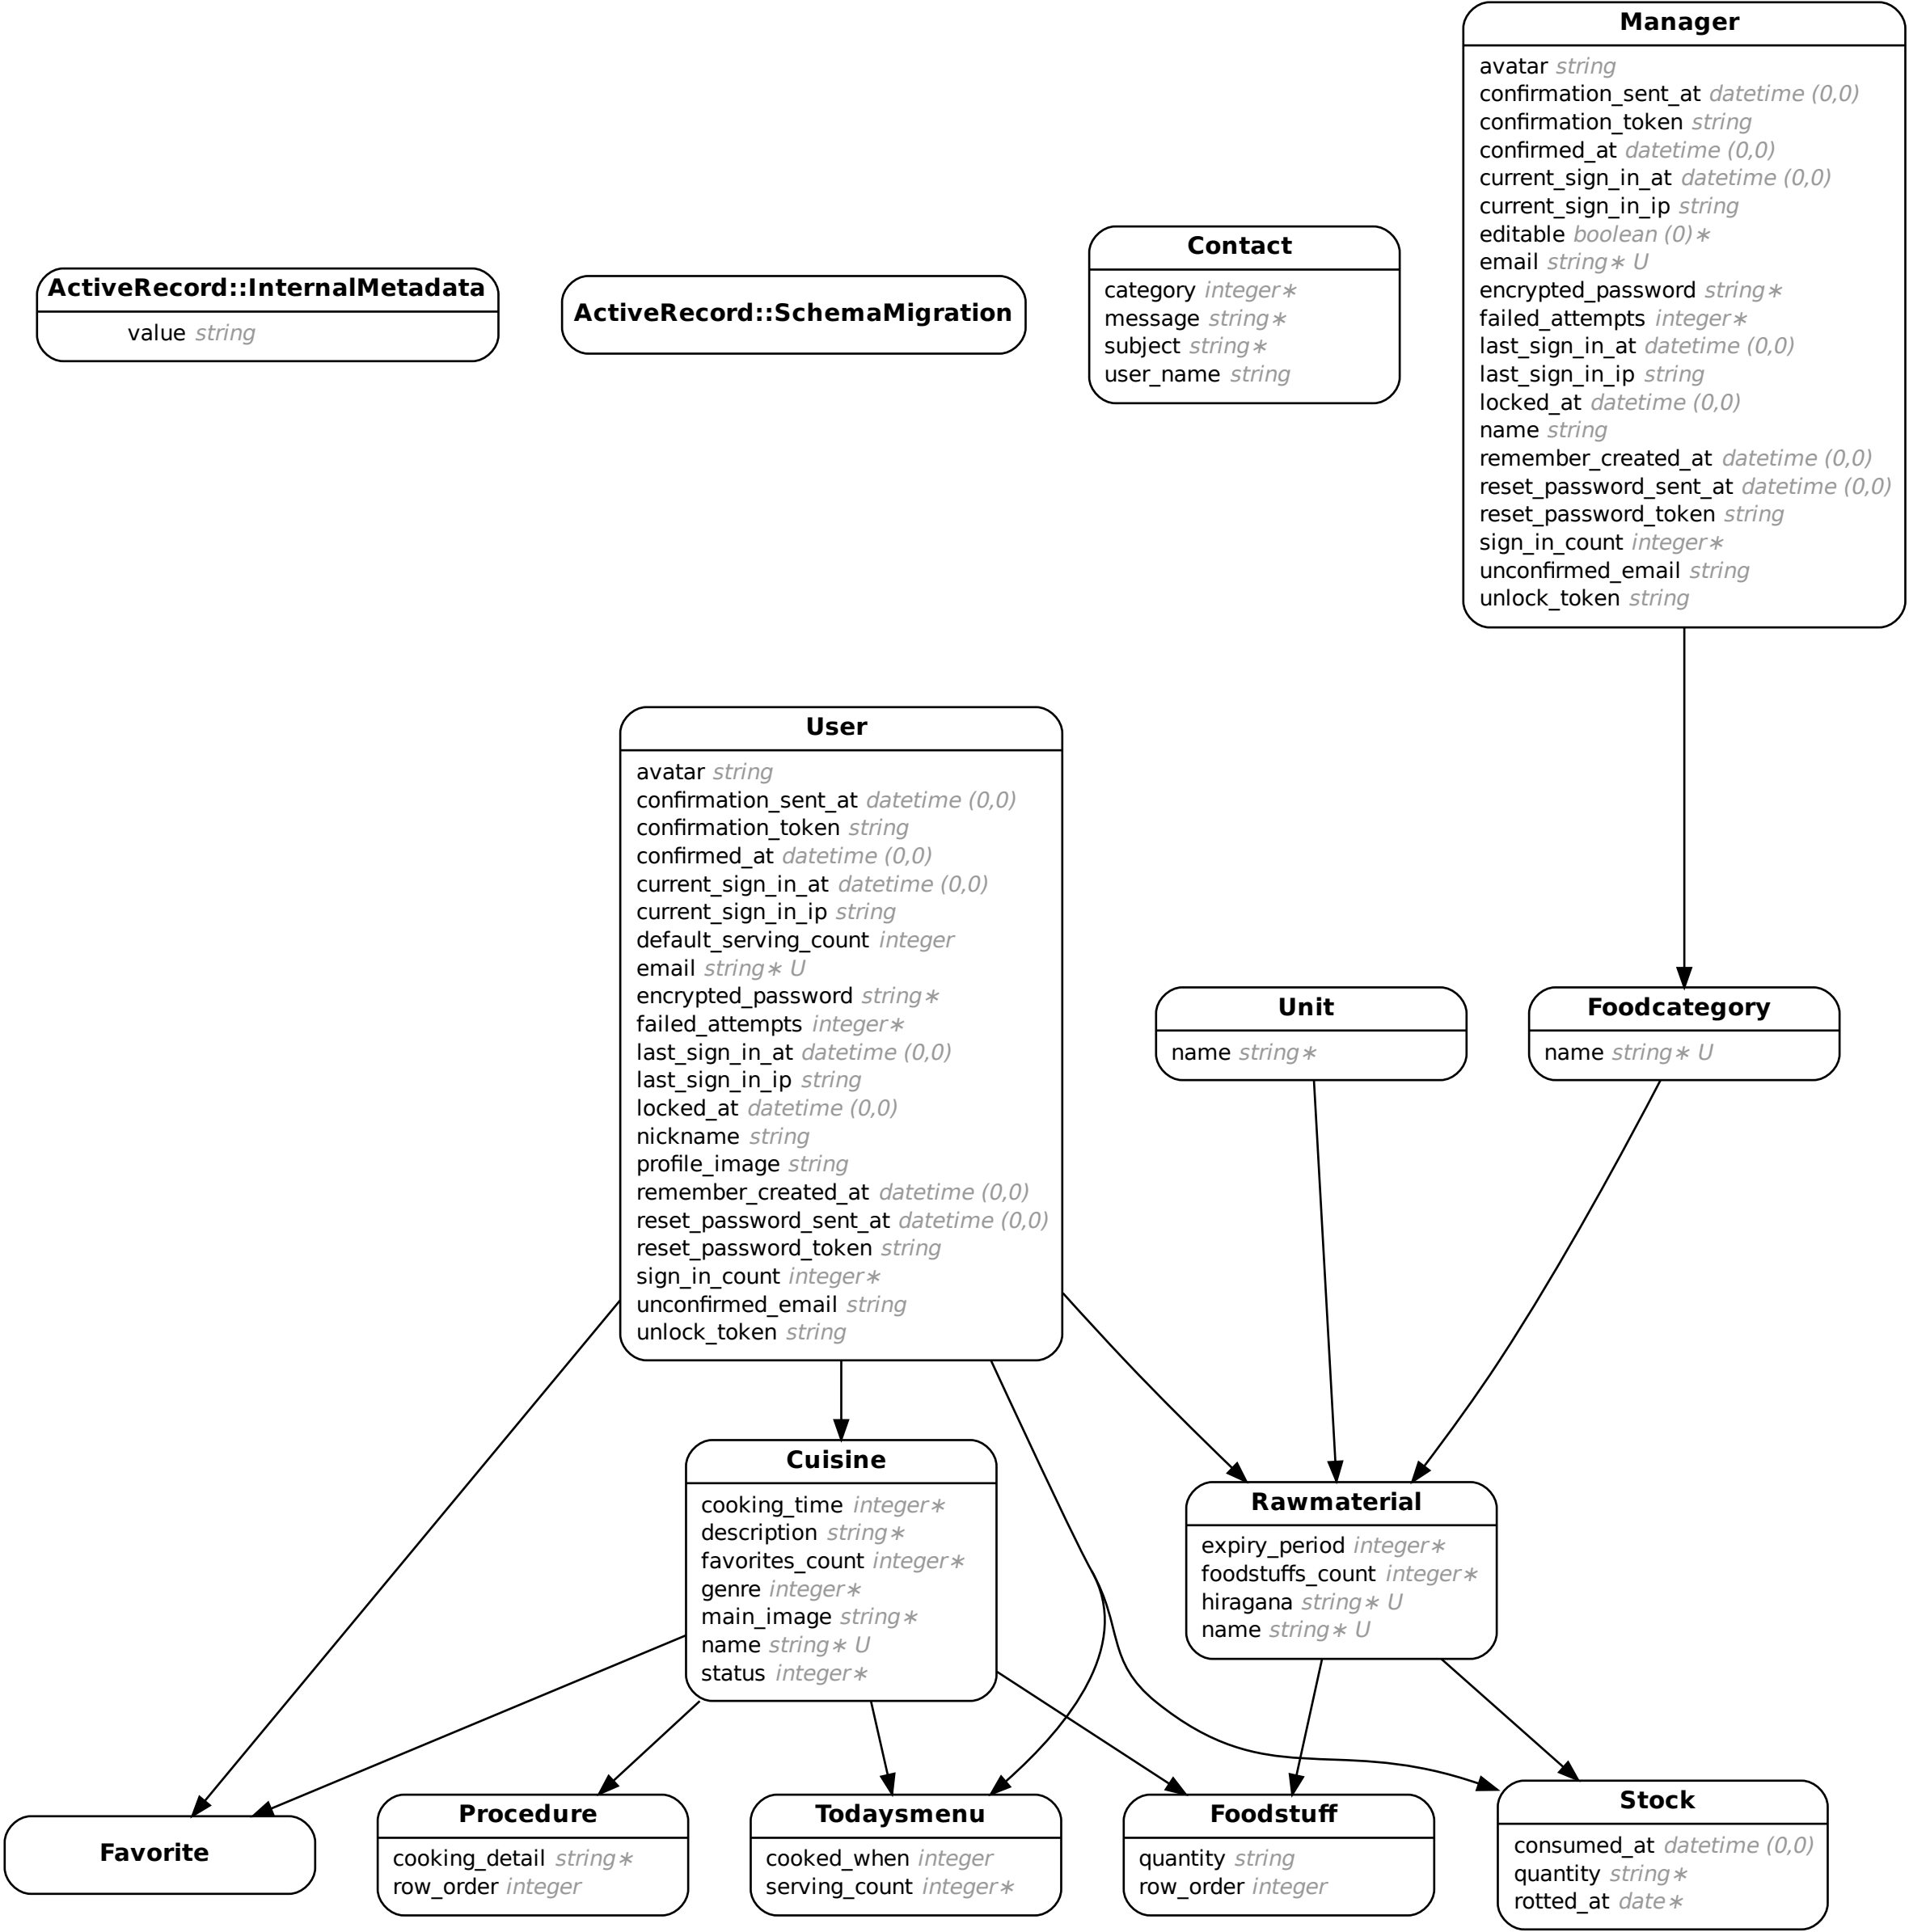 Manager
avatar string
confirmation_sent_at datetime (0,0)
confirmation_token string
confirmed_at datetime (0,0)
current_sign_in_at datetime (0,0)
current_sign_in_ip string
editable boolean (0)∗
email string∗ U
encrypted_password string∗
failed_attempts integer∗
last_sign_in_at datetime (0,0)
last_sign_in_ip string
locked_at datetime (0,0)
name string
remember_created_at datetime (0,0)
reset_password_sent_at datetime (0,0)
reset_password_token string
sign_in_count integer∗
unconfirmed_email string
unlock_token string
ActiveRecord::InternalMetadata
value string
ActiveRecord::SchemaMigration
Contact
category integer∗
message string∗
subject string∗
user_name string
User
avatar string
confirmation_sent_at datetime (0,0)
confirmation_token string
confirmed_at datetime (0,0)
current_sign_in_at datetime (0,0)
current_sign_in_ip string
default_serving_count integer
email string∗ U
encrypted_password string∗
failed_attempts integer∗
last_sign_in_at datetime (0,0)
last_sign_in_ip string
locked_at datetime (0,0)
nickname string
profile_image string
remember_created_at datetime (0,0)
reset_password_sent_at datetime (0,0)
reset_password_token string
sign_in_count integer∗
unconfirmed_email string
unlock_token string
Unit
name string∗
Foodcategory
name string∗ U
Cuisine
cooking_time integer∗
description string∗
favorites_count integer∗
genre integer∗
main_image string∗
name string∗ U
status integer∗
Rawmaterial
expiry_period integer∗
foodstuffs_count integer∗
hiragana string∗ U
name string∗ U
Favorite
Procedure
cooking_detail string∗
row_order integer
Todaysmenu
cooked_when integer
serving_count integer∗
Foodstuff
quantity string
row_order integer
Stock
consumed_at datetime (0,0)
quantity string∗
rotted_at date∗